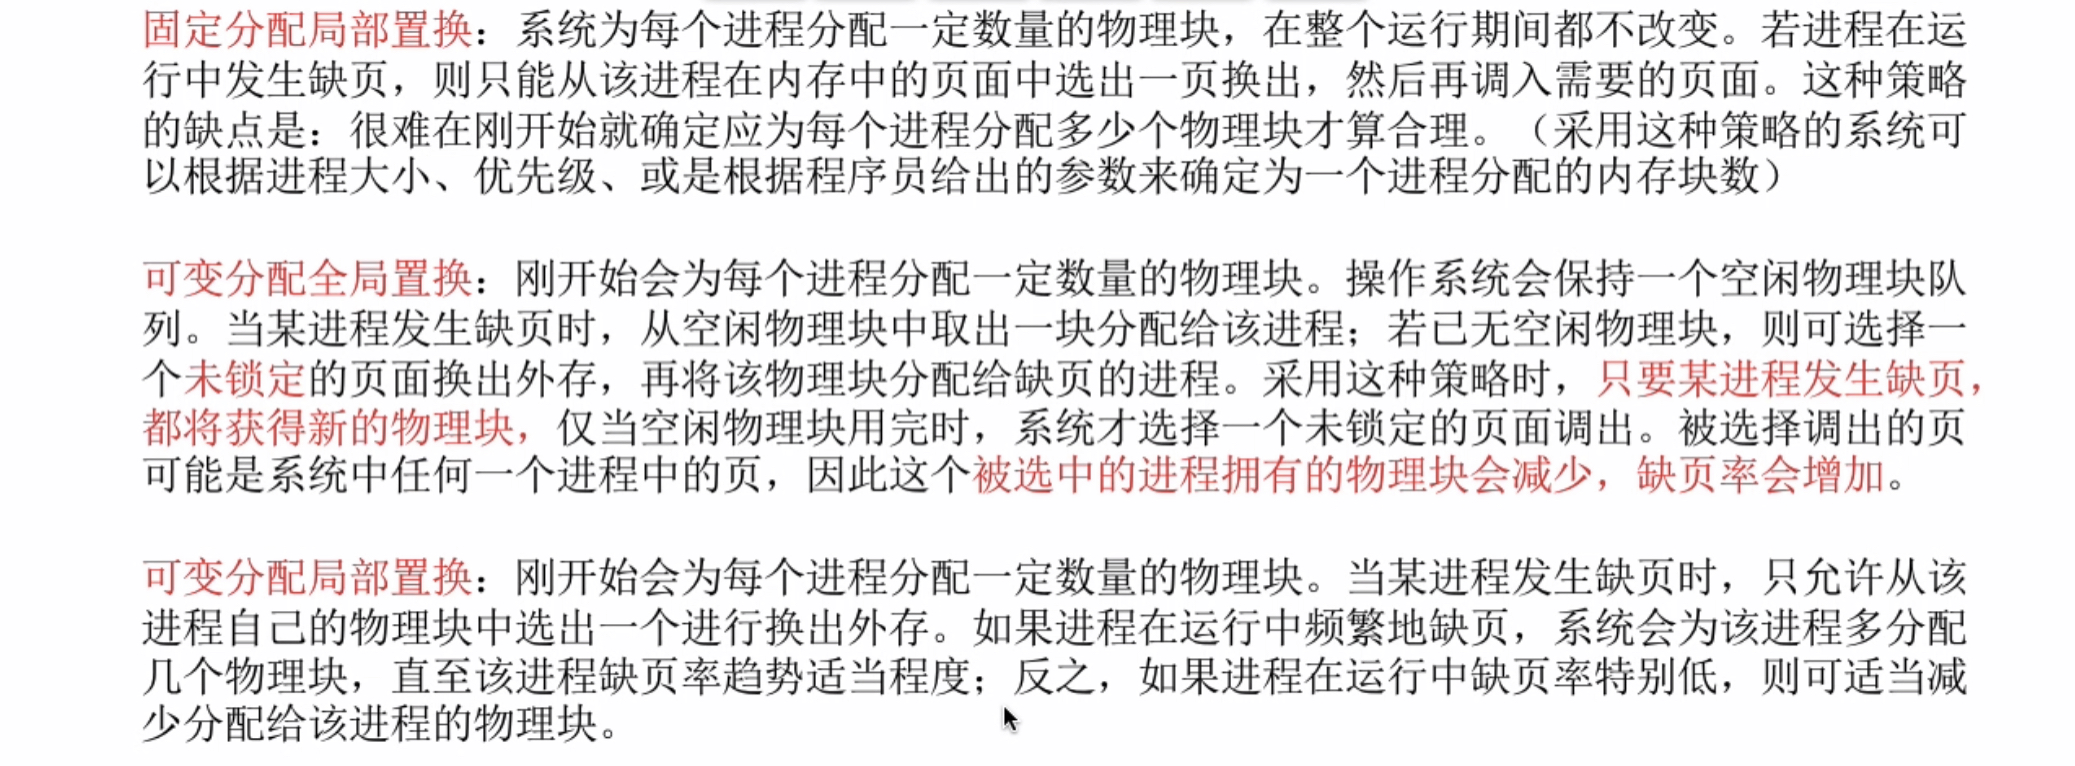 固定分配局部置换：系统为每个进程分配一定数量的物理块，在整个运行期间都不改变。若进程在运
行中发生缺页，则只能从该进程在内存中的页面中选出一页换出，然后再调入需要的页面。这种策略
的缺点是：很难在刚开始就确定应为每个进程分配多少个物理块才算合理。（采用这种策略的系统可
以根据进程大小、优先级、或是根据程序员给出的参数来确定为一个进程分配的内存块数）
可变分配全局置换：刚开始会为每个进程分配一定数量的物理块。操作系统会保持一个空闲物理块队
列。当某进程发生缺页时，从空闲物理块中取出一块分配给该进程；若已无空闲物理块，则可选择一
个未锁定的页面换出外存，再将该物理块分配给缺页的进程。采用这种策略时，只要某进程发生缺页，
都将获得新的物理块，仅当空闲物理块用完时，系统才选择一个未锁定的页面调出。被选择调出的页
可能是系统中任何一个进程中的页，因此这个被选中的进程拥有的物理块会减少，缺页率会增加。
可变分配局部置换：刚开始会为每个进程分配一定数量的物理块。当某进程发生缺页时，只允许从该
进程自己的物理块中选出一个进行换出外存。如果进程在运行中频繁地缺页，系统会为该进程多分配
几个物理块，直至该进程缺页率趋势适当程度；反之，如果进程在运行中缺页率特别低，则可适当减
少分配给该进程的物理块。